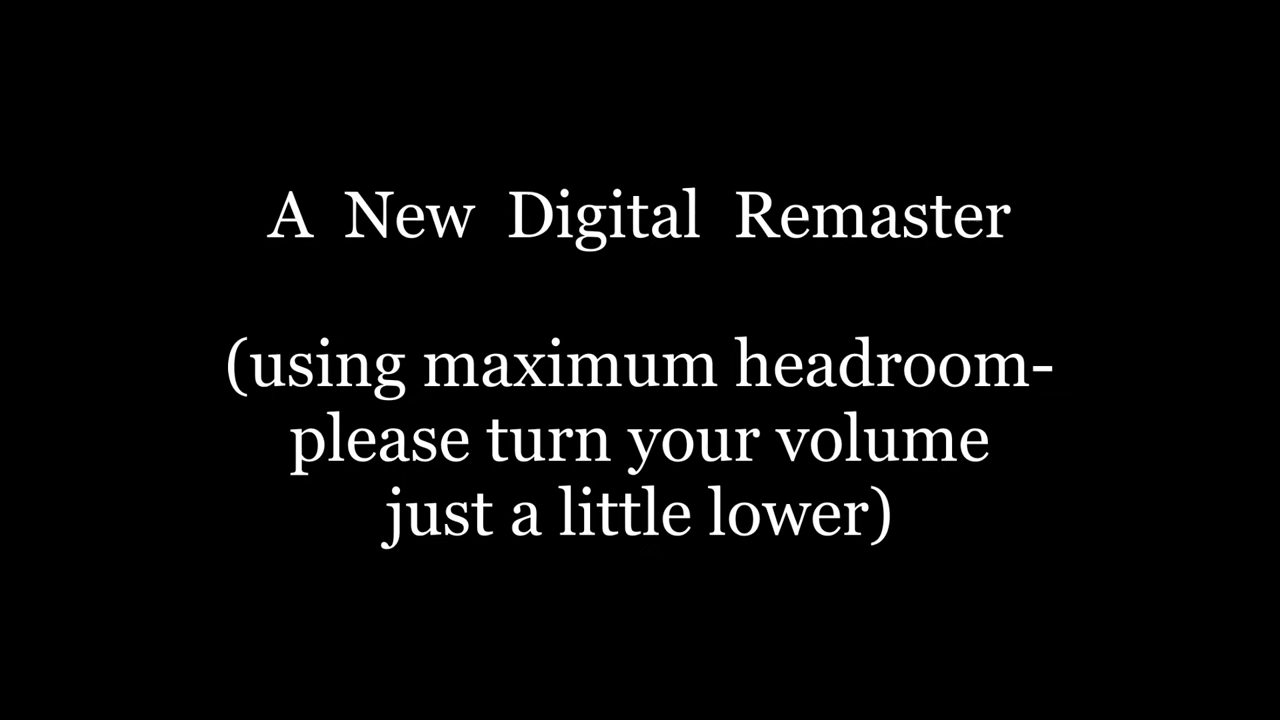 A New Digital Remaster
(using maximum headroom-
please turn your volume
just a little lower)